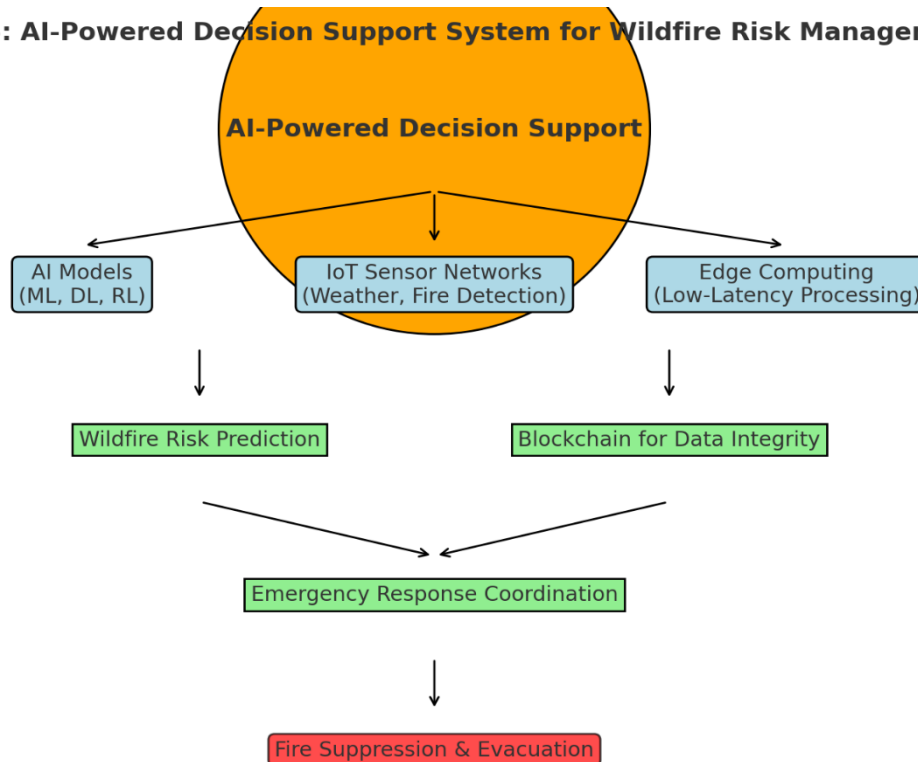 : AI-Powered Decision Support System for Wildfire Risk Manager
AI-Powered Decision Support
AI Models
(ML, DL, RL)
IoT Sensor Networks
(Weather, Fire Detection)
Edge Computing
(Low-Latency Processing)
Wildfire Risk Prediction
Blockchain for Data Integrity
Emergency Response Coordination
Fire Suppression & Evacuation